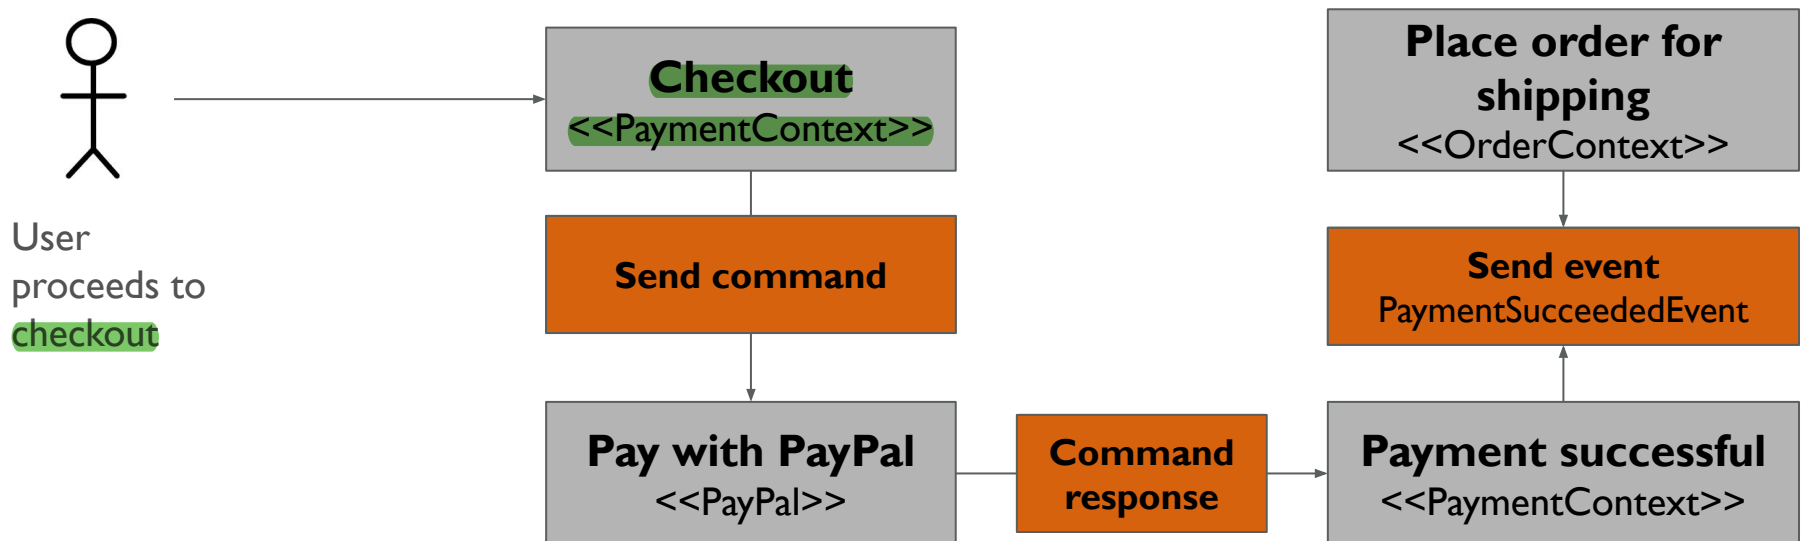 User
proceeds to
checkout
Checkout
<<PaymentContext>>
Send command
Pay with PayPal
<<PayPal>>
Command
response
Place order for
shipping
<<OrderContext>>
Send event
PaymentSucceededEvent
Payment successful
<<PaymentContext>>